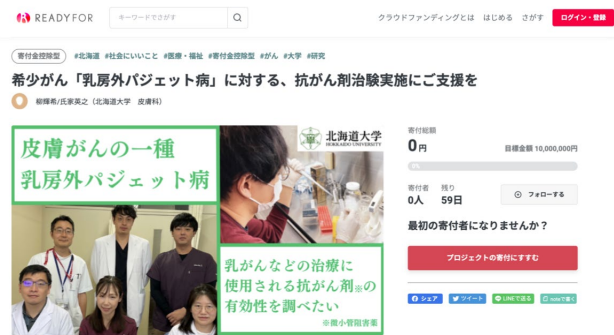 READYFOR
キーワードでさがす
クラウドファンディングとは
はじめる
さがす
ログイン・登録
寄付金控除型 #北海道 #社会にいいこと #医療・福祉 #寄付金控除型 #がん #大学 #研究
希少がん「乳房外パジェット病」に対する、抗がん剤治験実施にご支援を
柳輝希/氏家英之（北海道大学 皮膚科）
皮膚がんの一種
乳房外パジェット病
北海道大学
HOKKAIDO UNIVERSITY
乳がんなどの治療に
使用される抗がん剤※の
有効性を調べたい
※微小管阻害薬
寄付総額
0円
目標金額 10,000,000円
0%
寄付者
0人
残り
59日
フォローする
最初の寄付者になりませんか？
プロジェクトの寄付にすすむ
シェア
ツイート
LINEで送る
noteで書く